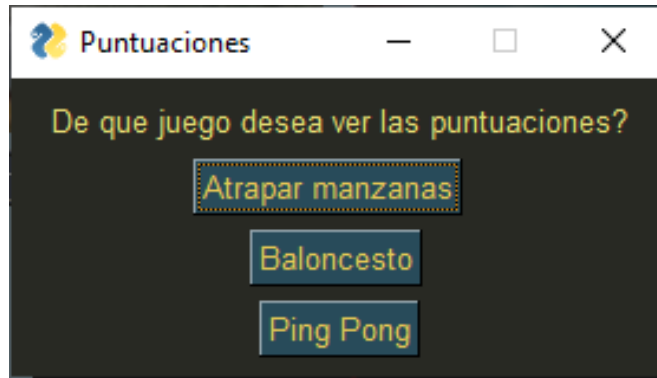 Puntuaciones
De que juego desea ver las puntuaciones?
Atrapar manzanas
Baloncesto
Ping Pong